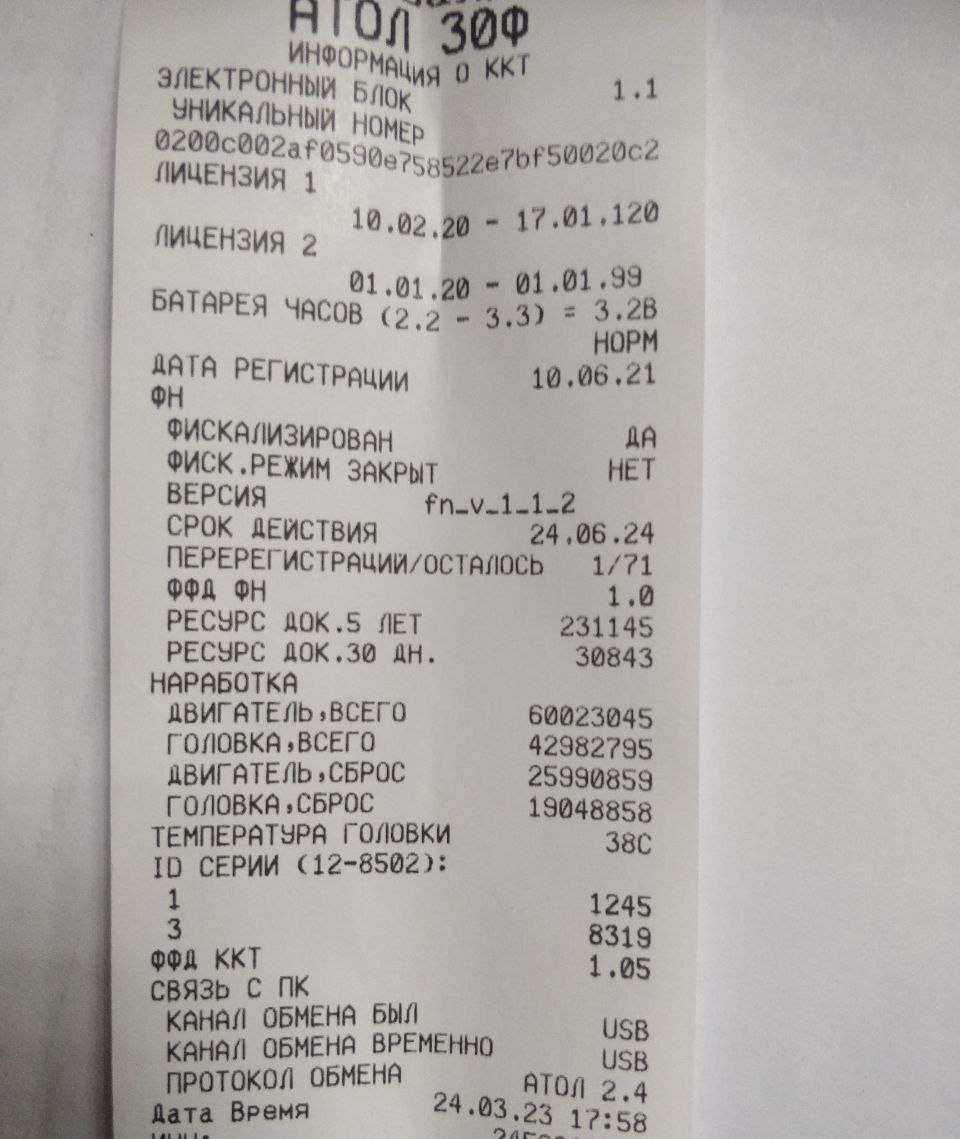 АТОЛ 30Ф
ИНФОРМАЦИЯ О ККТ
ЭЛЕКТРОННЫЙ БЛОК 1.1
УНИКАЛЬНЫЙ НОМЕР
0200c002af0590e758522e7bf50020c2
ЛИЦЕНЗИЯ 1
10.02.20 - 17.01.120
ЛИЦЕНЗИЯ 2
01.01.20 - 01.01.99
БАТАРЕЯ ЧАСОВ (2.2 - 3.3) = 3.2В
НОРМ
ДАТА РЕГИСТРАЦИИ 10.06.21
ФН
ФИСКАЛИЗИРОВАН ДА
ФИСК.РЕЖИМ ЗАКРЫТ НЕТ
ВЕРСИЯ fn_v_1_1_2
СРОК ДЕЙСТВИЯ 24.06.24
ПЕРЕРЕГИСТРАЦИЙ/ОСТАЛОСЬ 1/71
ФФД ФН 1.0
РЕСУРС ДОК.5 ЛЕТ 231145
РЕСУРС ДОК.30 ДН. 30843
НАРАБОТКА
ДВИГАТЕЛЬ,ВСЕГО 60023045
ГОЛОВКА,ВСЕГО 42982795
ДВИГАТЕЛЬ,СБРОС 25990859
ГОЛОВКА,СБРОС 19048858
ТЕМПЕРАТУРА ГОЛОВКИ 38C
ID СЕРИИ (12-8502):
1 1245
3 8319
ФФД ККТ 1.05
СВЯЗЬ С ПК
КАНАЛ ОБМЕНА БЫЛ USB
КАНАЛ ОБМЕНА ВРЕМЕННО USB
ПРОТОКОЛ ОБМЕНА АТОЛ 2.4
Дата Время 24.03.23 17:58